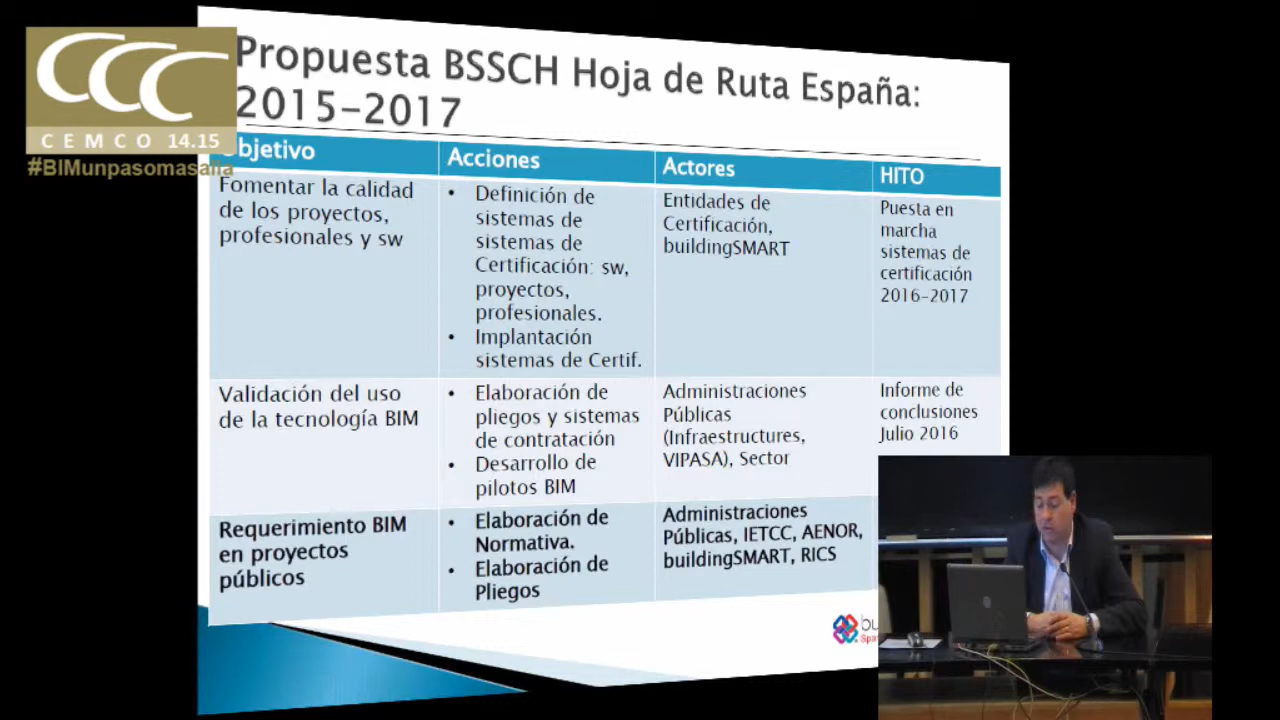 CCC
CEMCO 14.15
#BIMunpasomasalla
Propuesta BSSCH Hoja de Ruta España:
2015-2017
Objetivo
Acciones
Actores
HITO
Fomentar la calidad
de los proyectos,
profesionales y sw
• Definición de
sistemas de
sistemas de
Certificación: sw,
proyectos,
profesionales.
• Implantación
sistemas de Certif.
Entidades de
Certificación,
buildingSMART
Puesta en
marcha
sistemas de
certificación
2016-2017
Validación del uso
de la tecnología BIM
• Elaboración de
pliegos y sistemas
de contratación
• Desarrollo de
pilotos BIM
Administraciones
Públicas
(Infraestructures,
VIPASA), Sector
Informe de
conclusiones
Julio 2016
Requerimiento BIM
en proyectos
públicos
• Elaboración de
Normativa.
• Elaboración de
Pliegos
Administraciones
Públicas, IETCC, AENOR,
buildingSMART, RICS